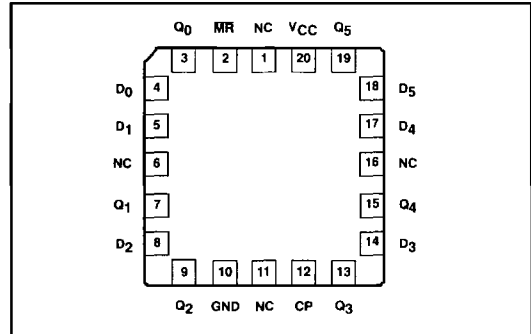 Q0 M̅R̅ NC VCC Q5
3 2 1 20 19
D0 4 18 D5
D1 5 17 D4
NC 6 16 NC
Q1 7 15 Q4
D2 8 14 D3
9 10 11 12 13
Q2 GND NC CP Q3